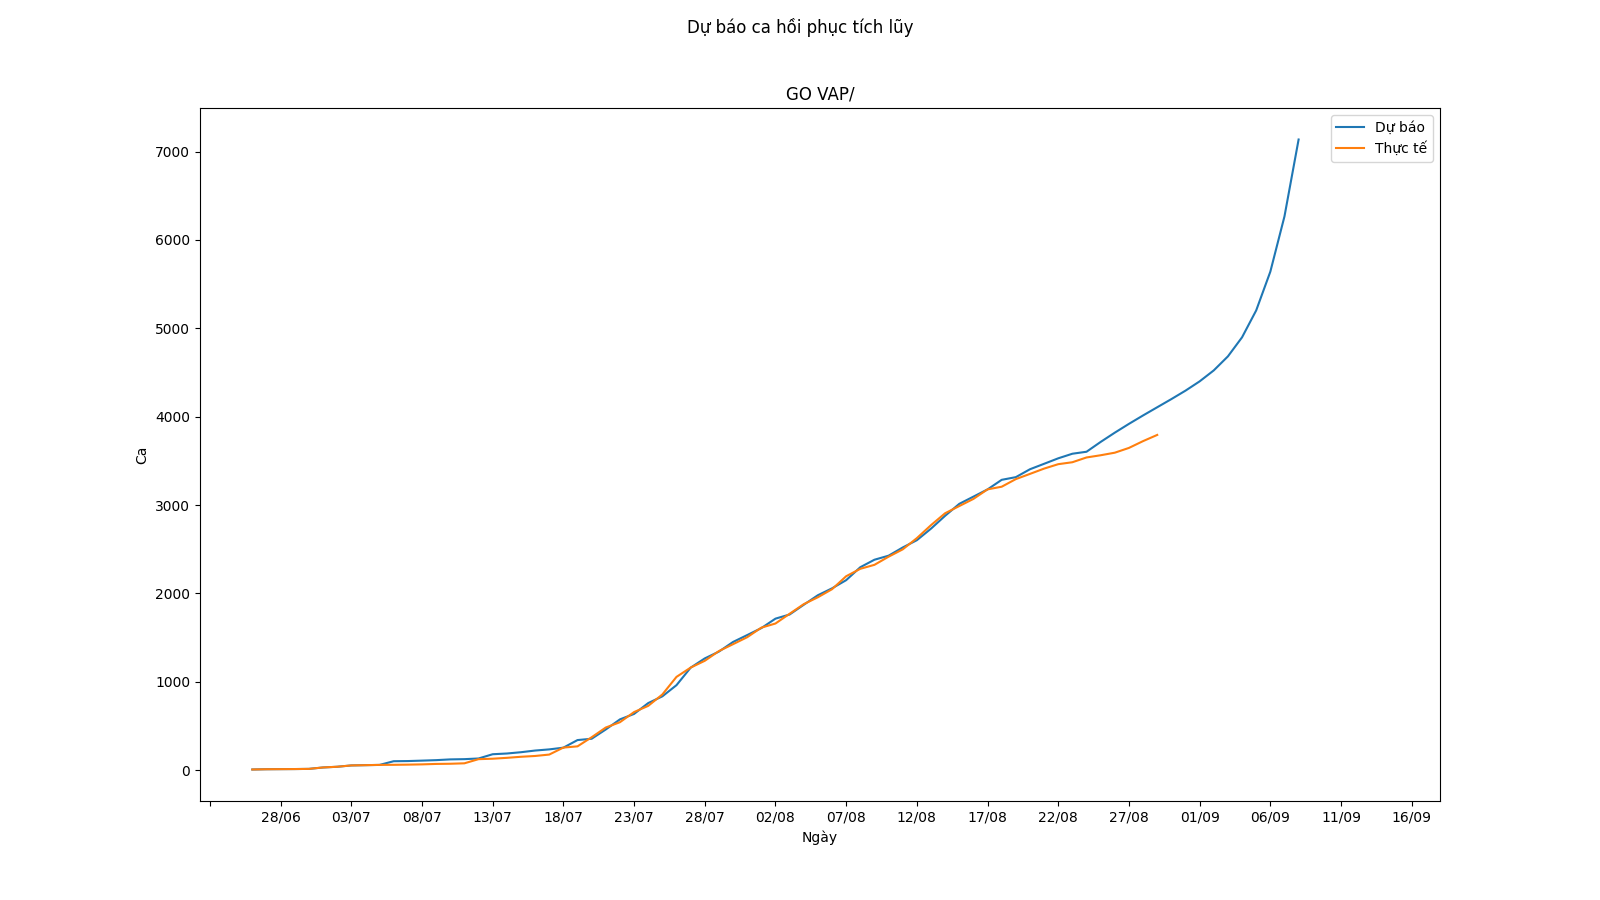 Dự báo ca hồi phục tích lũy
GO VAP/
Dự báo
Thực tế
7000
6000
5000
4000
3000
2000
1000
0
Ca
28/06 03/07 08/07 13/07 18/07 23/07 28/07 02/08 07/08 12/08 17/08 22/08 27/08 01/09 06/09 11/09 16/09
Ngày